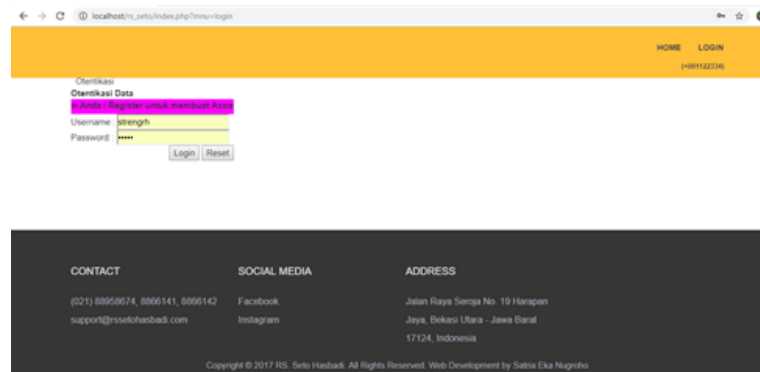 localhost/rs_seto/index.php?mnu=login
HOME LOGIN
(+001122334)
Otentikasi
Otentikasi Data
n Anda / Register untuk membuat Acco
Username : strengrh
Password: •••••
Login Reset
CONTACT
(021) 88958674, 8866141, 8866142
support@rssetohasbadi.com
SOCIAL MEDIA
Facebook
Instagram
ADDRESS
Jalan Raya Seroja No. 19 Harapan
Jaya, Bekasi Utara - Jawa Barat
17124, Indonesia
Copyright © 2017 RS. Seto Hasbadi. All Rights Reserved. Web Development by Satria Eka Nugroho